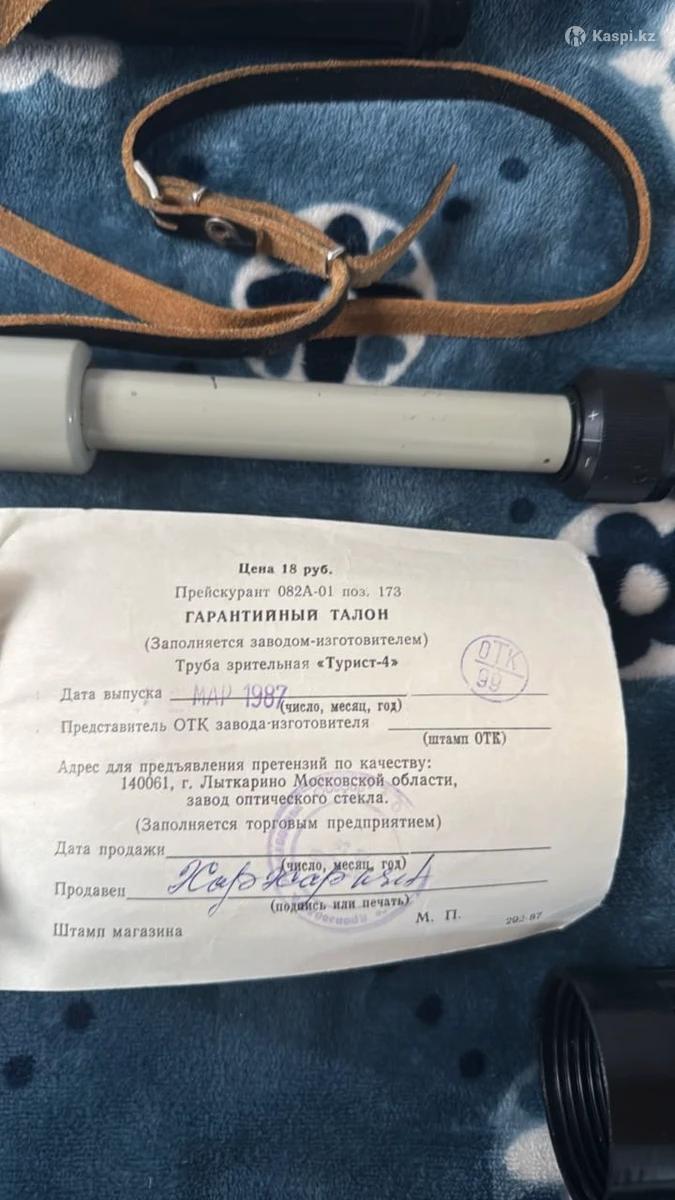 Kaspi.kz
+
-
Цена 18 руб.
Прейскурант 082А-01 поз. 173
ГАРАНТИЙНЫЙ ТАЛОН
(Заполняется заводом-изготовителем)
Труба зрительная «Турист-4»
ОТК
99
Дата выпуска МАР 1987
(число, месяц, год)
Представитель ОТК завода-изготовителя
(штамп ОТК)
Адрес для предъявления претензий по качеству:
140061, г. Лыткарино Московской области,
завод оптического стекла.
(Заполняется торговым предприятием)
Дата продажи
(число, месяц, год)
Продавец
(подпись или печать)
М. П.
Штамп магазина